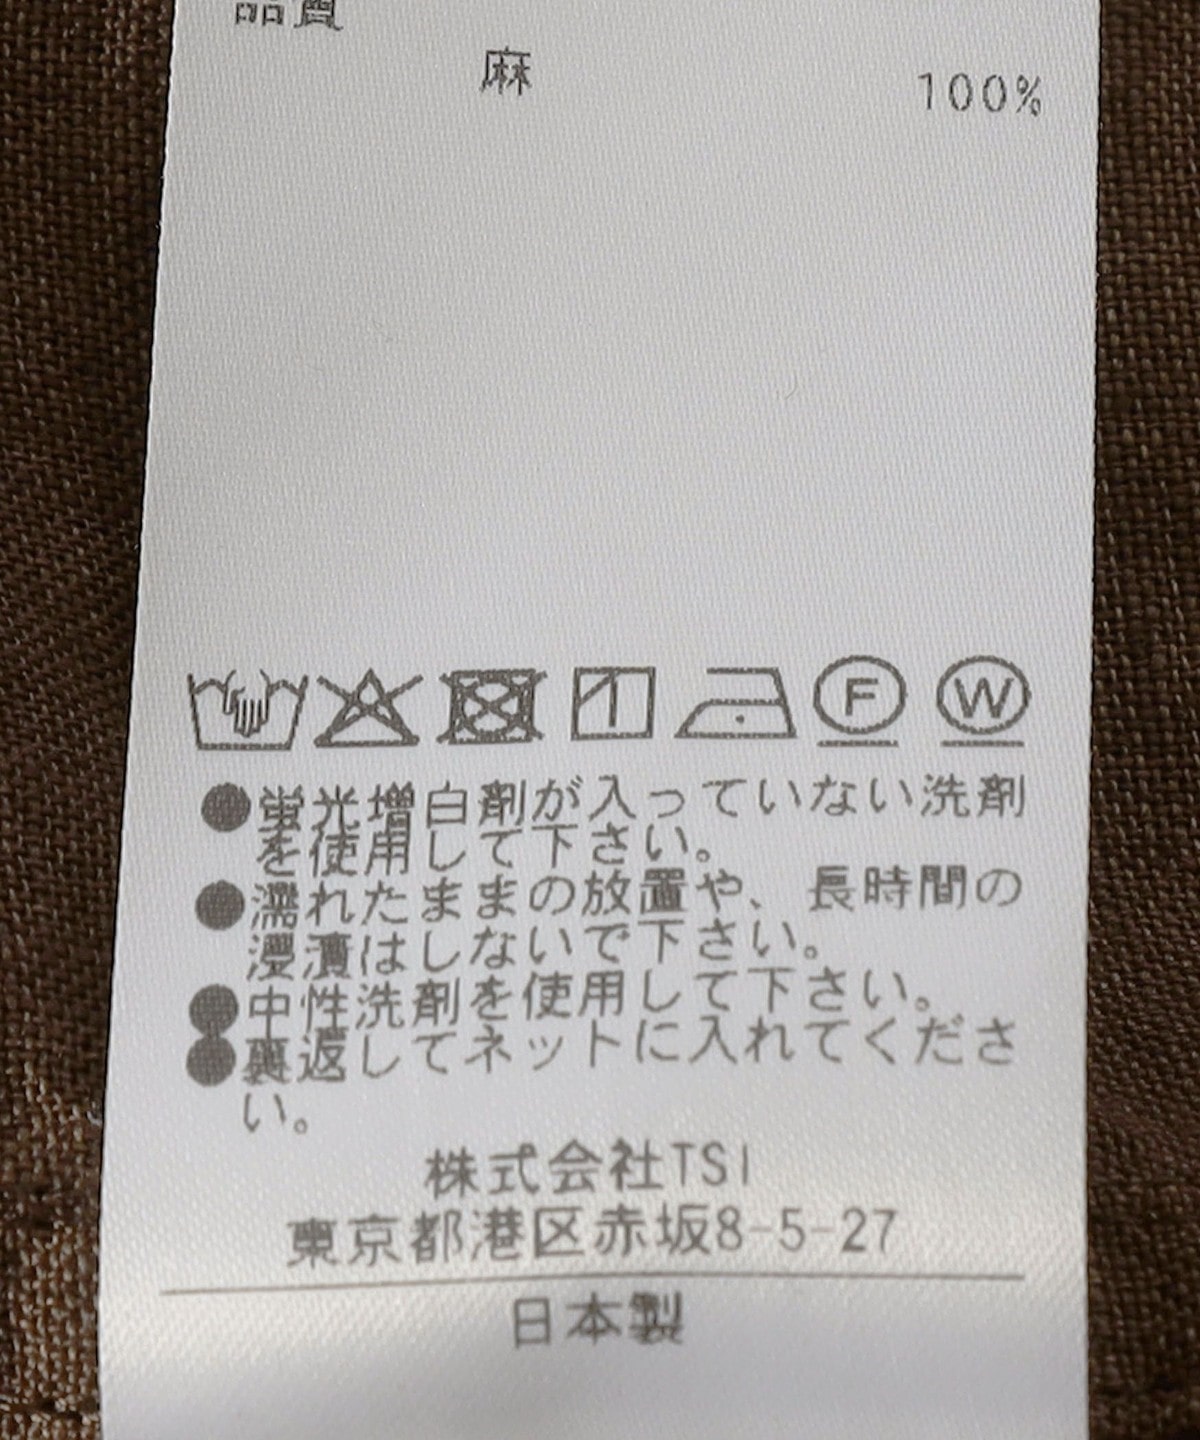 品質
麻 100%
F W
●蛍光増白剤が入っていない洗剤
を使用して下さい。
●濡れたままの放置や、長時間の
浸漬はしないで下さい。
●中性洗剤を使用して下さい。
●裏返してネットに入れてくださ
い。
株式会社TSI
東京都港区赤坂8-5-27
日本製